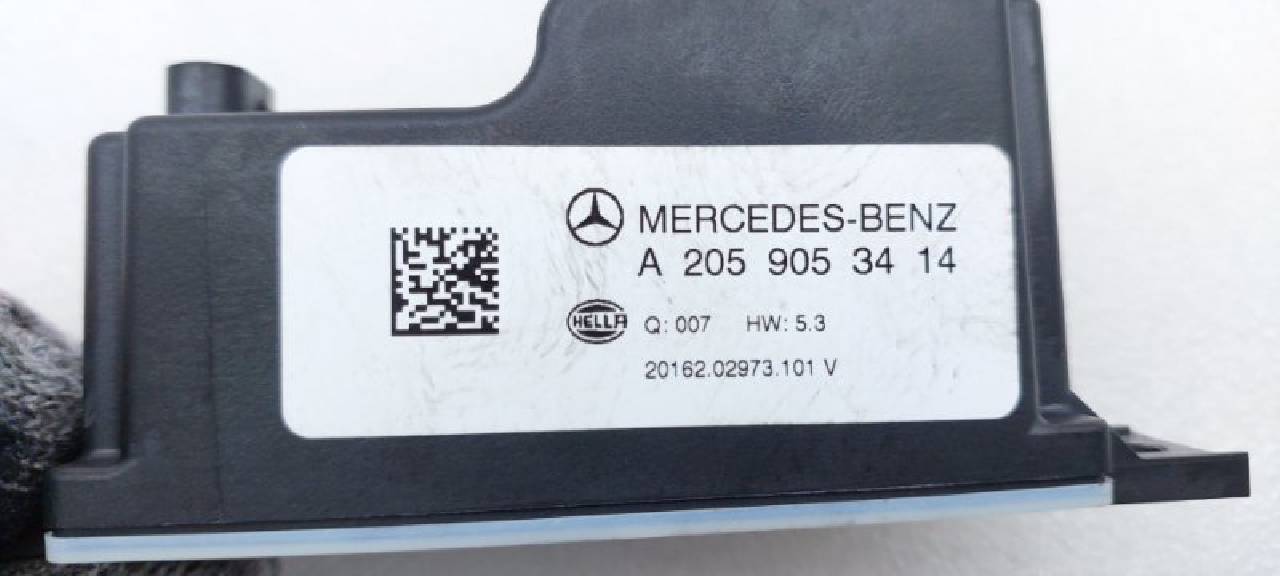 MERCEDES-BENZ
A 205 905 34 14
HELLA Q: 007 HW: 5.3
20162.02973.101 V